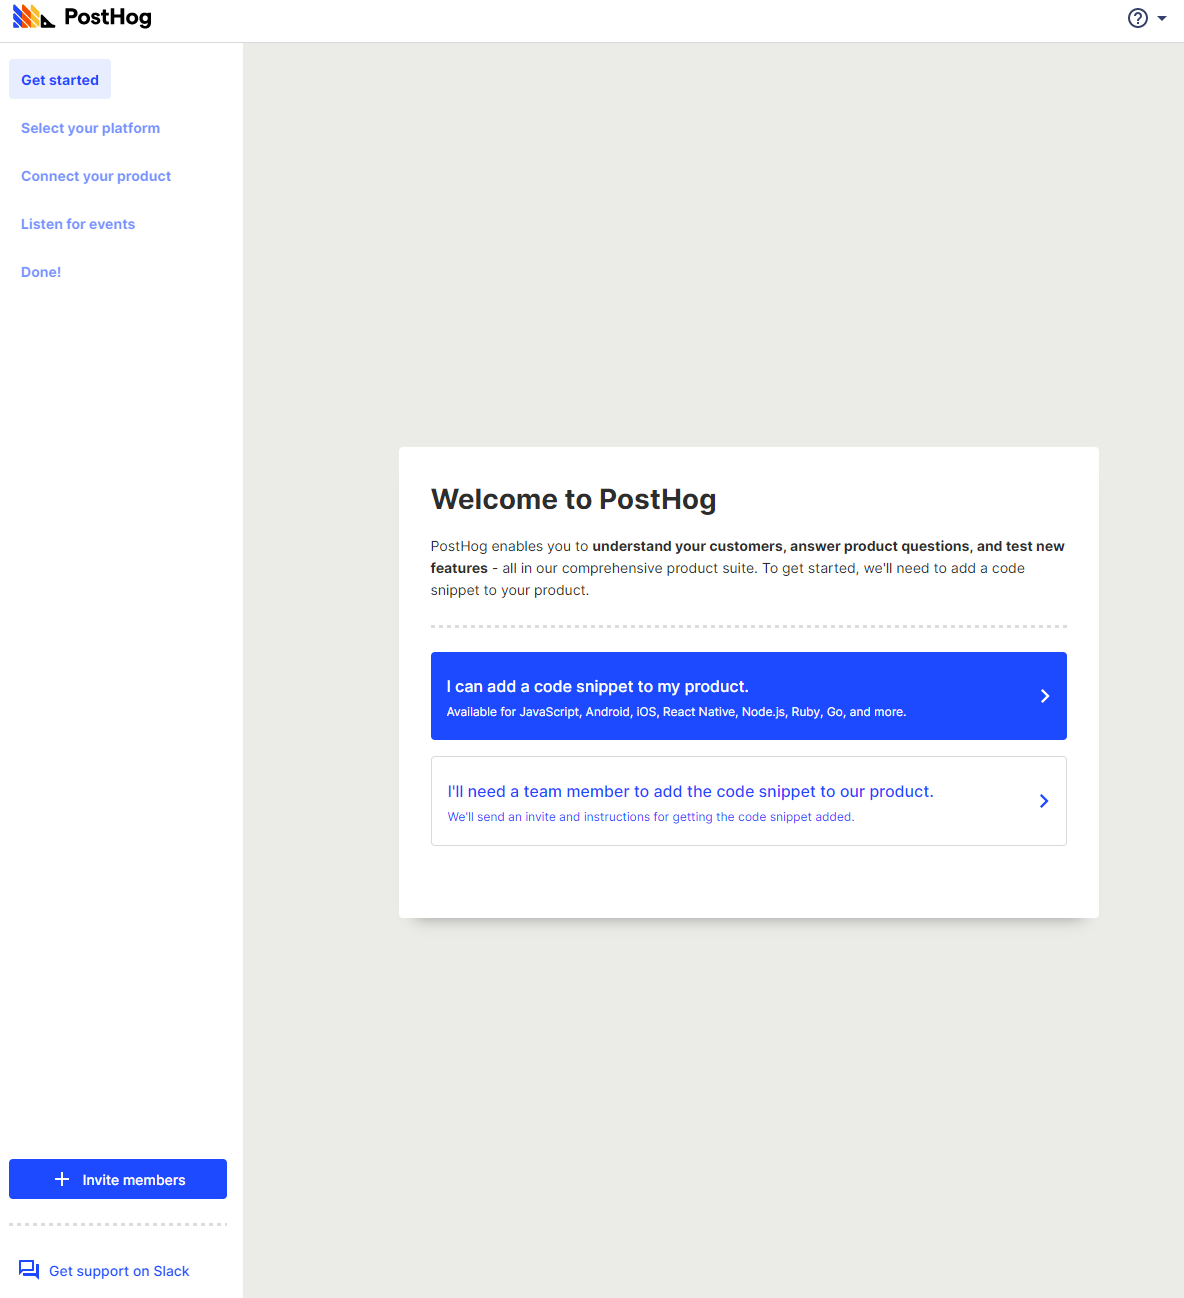 PostHog
Get started
Select your platform
Connect your product
Listen for events
Done!
Welcome to PostHog
PostHog enables you to understand your customers, answer product questions, and test new
features - all in our comprehensive product suite. To get started, we'll need to add a code
snippet to your product.
I can add a code snippet to my product.
Available for JavaScript, Android, iOS, React Native, Node.js, Ruby, Go, and more.
I'll need a team member to add the code snippet to our product.
We'll send an invite and instructions for getting the code snippet added.
Invite members
Get support on Slack